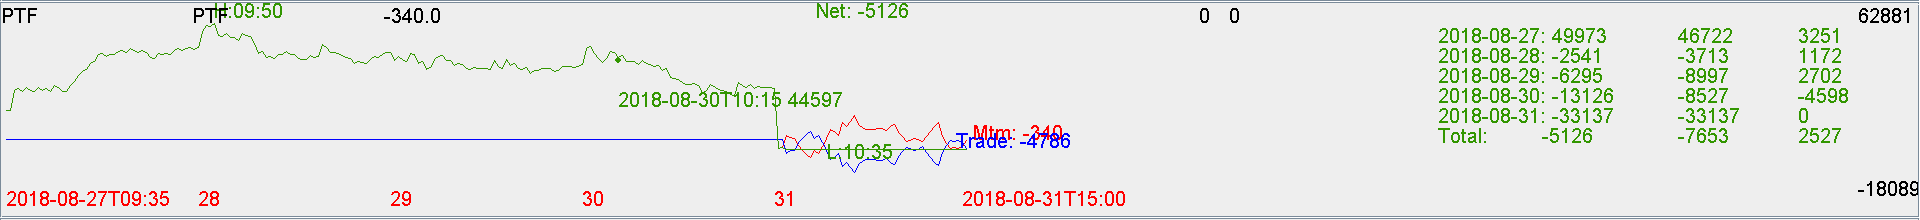 PTF PTF H:09:50 -340.0 Net: -5126 0 0 62881
2018-08-27: 49973 46722 3251
2018-08-28: -2541 -3713 1172
2018-08-29: -6295 -8997 2702
2018-08-30: -13126 -8527 -4598
2018-08-31: -33137 -33137 0
Total: -5126 -7653 2527
2018-08-30T10:15 44597
Mtm: -340
Trade: -4786
L:10:35
-18089
2018-08-27T09:35 28 29 30 31 2018-08-31T15:00